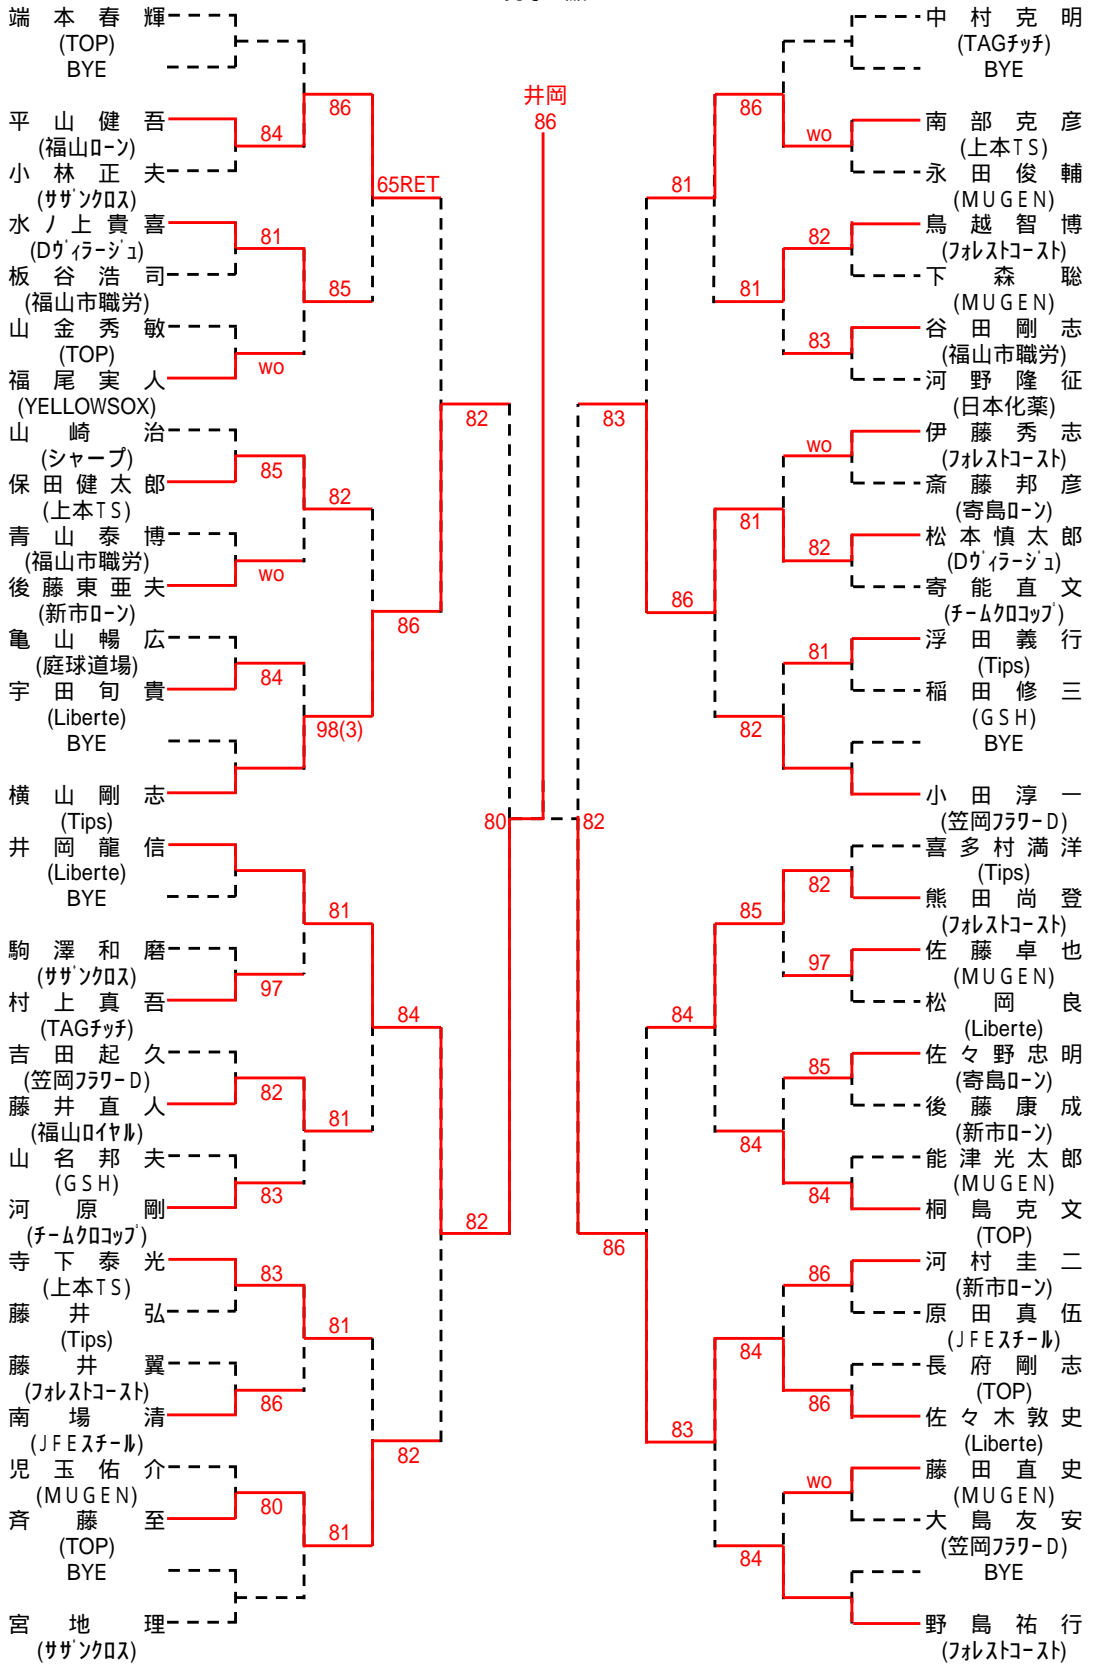 端本春輝
(TOP)
BYE
平山健吾
(福山ローン)
小林正夫
(サザンクロス)
水ノ上貴喜
(Dヴィラージュ)
板谷浩司
(福山市職労)
山金秀敏
(TOP)
福尾実人
(YELLOWSOX)
山崎治
(シャープ)
保田健太郎
(上本TS)
青山泰博
(福山市職労)
後藤東亜夫
(新市ローン)
亀山暢広
(庭球道場)
宇田旬貴
(Liberte)
BYE
横山剛志
(Tips)
井岡龍信
(Liberte)
BYE
駒澤和磨
(サザンクロス)
村上真吾
(TAGチッチ)
吉田起久
(笠岡フラワーD)
藤井直人
(福山ロイヤル)
山名邦夫
(GSH)
河原剛
(チームクロコップ)
寺下泰光
(上本TS)
藤井弘
(Tips)
藤井翼
(フォレストコースト)
南場清
(JFEスチール)
児玉佑介
(MUGEN)
斉藤至
(TOP)
BYE
宮地理
(サザンクロス)
84
81
wo
85
wo
84
97
82
83
83
86
80
86
85
82
98(3)
81
81
81
81
65RET
86
84
82
82
82
80
井岡
86
82
83
86
81
86
84
83
86
81
81
82
85
84
84
84
wo
82
83
wo
82
81
82
97
85
84
86
86
wo
中村克明
(TAGチッチ)
BYE
南部克彦
(上本TS)
永田俊輔
(MUGEN)
鳥越智博
(フォレストコースト)
下森聡
(MUGEN)
谷田剛志
(福山市職労)
河野隆征
(日本化薬)
伊藤秀志
(フォレストコースト)
斎藤邦彦
(寄島ローン)
松本慎太郎
(Dヴィラージュ)
寄能直文
(チームクロコップ)
浮田義行
(Tips)
稲田修三
(GSH)
BYE
小田淳一
(笠岡フラワーD)
喜多村満洋
(Tips)
熊田尚登
(フォレストコースト)
佐藤卓也
(MUGEN)
松岡良
(Liberte)
佐々野忠明
(寄島ローン)
後藤康成
(新市ローン)
能津光太郎
(MUGEN)
桐島克文
(TOP)
河村圭二
(新市ローン)
原田真伍
(JFEスチール)
長府剛志
(TOP)
佐々木敦史
(Liberte)
藤田直史
(MUGEN)
大島友安
(笠岡フラワーD)
BYE
野島祐行
(フォレストコースト)